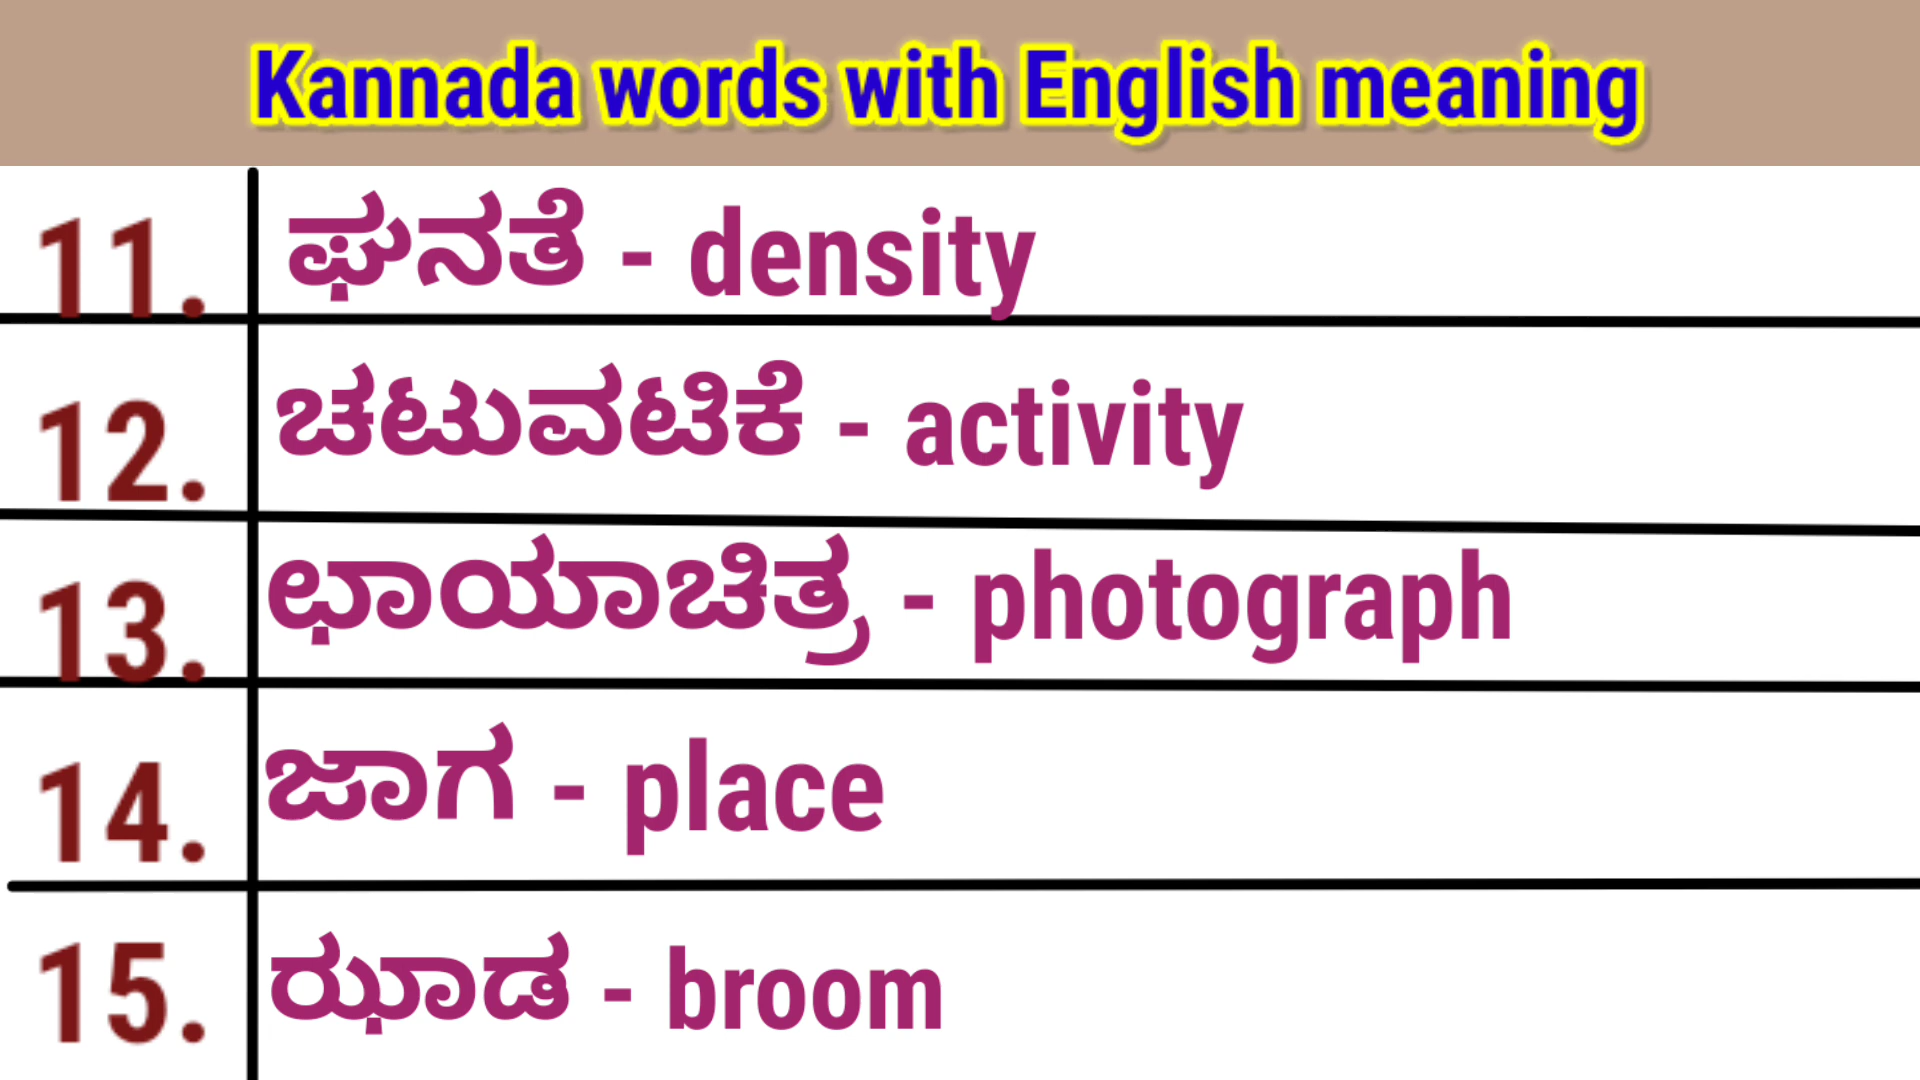 Kannada words with English meaning
11. ಘನತೆ - density
12. ಚಟುವಟಿಕೆ - activity
13. ಛಾಯಾಚಿತ್ರ - photograph
14. ಜಾಗ - place
15. ಝಾಡ - broom